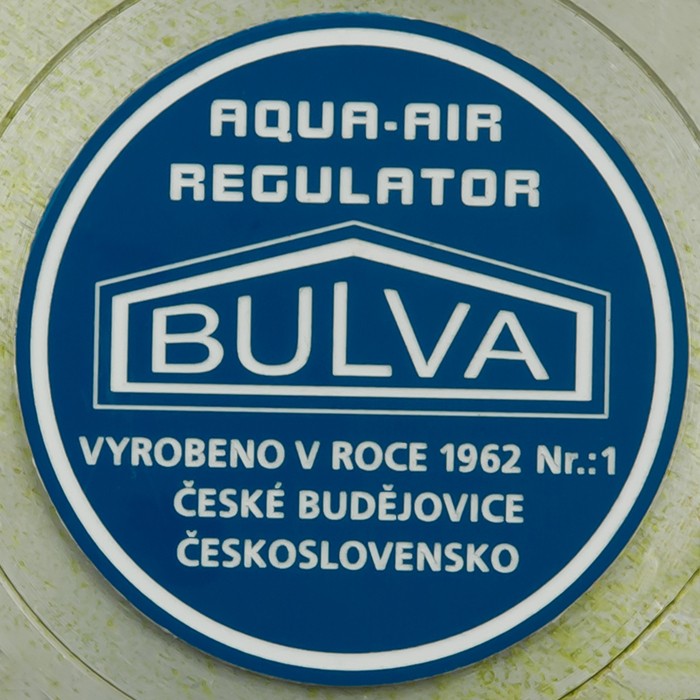 AQUA-AIR
REGULATOR
BULVA
VYROBENO V ROCE 1962 Nr.:1
ČESKÉ BUDĚJOVICE
ČESKOSLOVENSKO